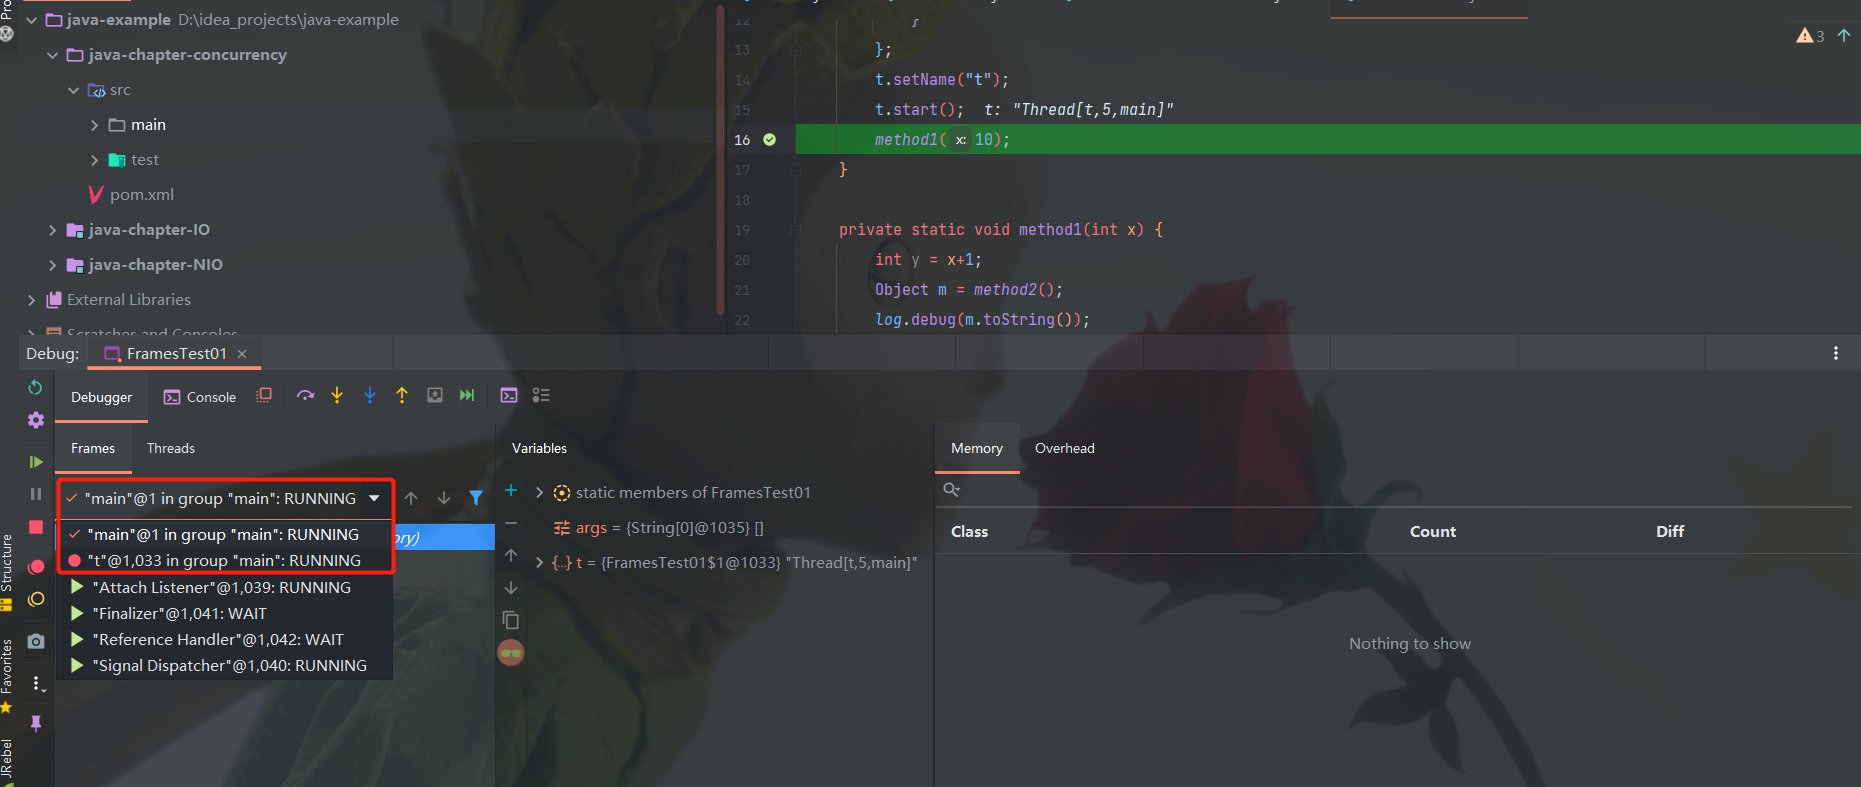 java-example D:\idea_projects\java-example
java-chapter-concurrency
src
main
test
pom.xml
java-chapter-IO
java-chapter-NIO
External Libraries
Scratches and Consoles
12 }
13 };
14 t.setName("t");
15 t.start(); t: "Thread[t,5,main]"
16 method1( x: 10);
17 }
18
19 private static void method1(int x) {
20 int y = x+1;
21 Object m = method2();
22 log.debug(m.toString());
3
Debug: FramesTest01
Debugger Console
Frames Threads
"main"@1 in group "main": RUNNING
"main"@1 in group "main": RUNNING
"t"@1,033 in group "main": RUNNING
"Attach Listener"@1,039: RUNNING
"Finalizer"@1,041: WAIT
"Reference Handler"@1,042: WAIT
"Signal Dispatcher"@1,040: RUNNING
ory)
Variables
static members of FramesTest01
args = {String[0]@1035} []
t = {FramesTest01$1@1033} "Thread[t,5,main]"
Memory Overhead
Class Count Diff
Nothing to show
Structure
Favorites
JRebel